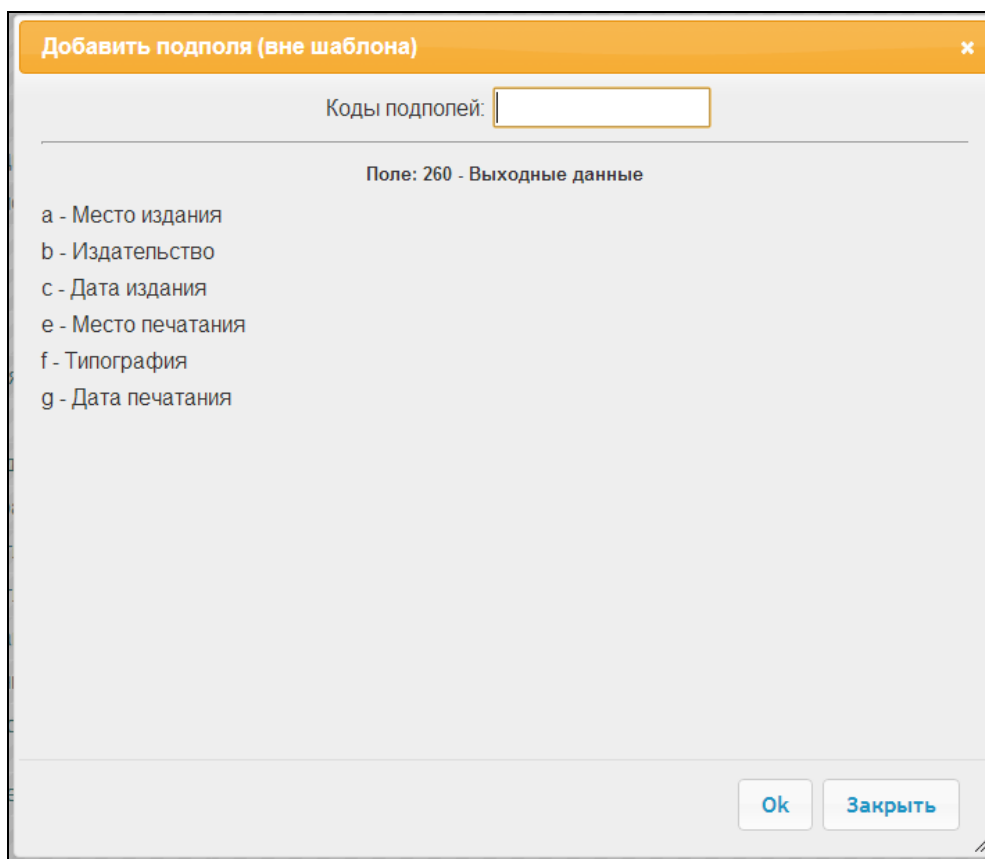 Добавить подполя (вне шаблона)
Коды подполей:
Поле: 260 - Выходные данные
a - Место издания
b - Издательство
c - Дата издания
e - Место печатания
f - Типография
g - Дата печатания
Ok Закрыть